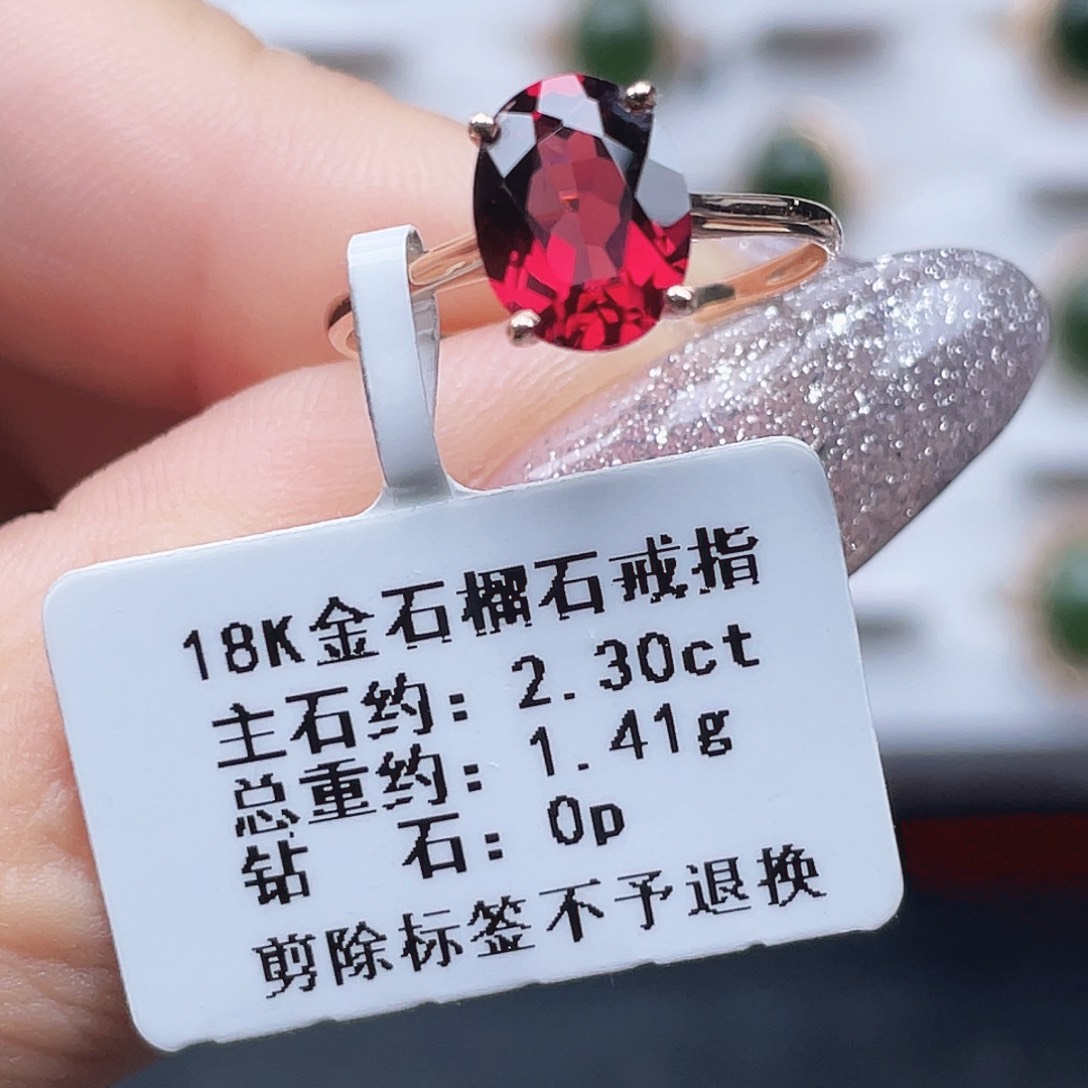 18K金石榴石戒指
主石约：2.30ct
总重约：1.41g
钻 石：0p
剪除标签不予退换